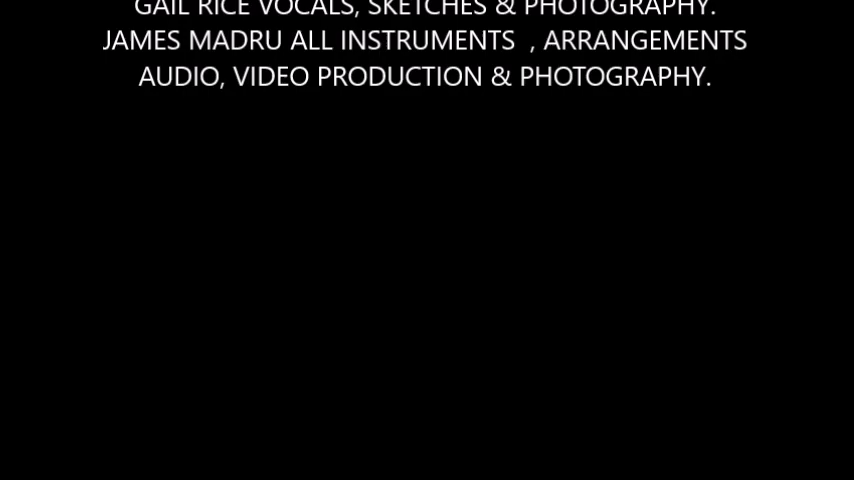 GAIL RICE VOCALS, SKETCHES & PHOTOGRAPHY.
JAMES MADRU ALL INSTRUMENTS , ARRANGEMENTS
AUDIO, VIDEO PRODUCTION & PHOTOGRAPHY.